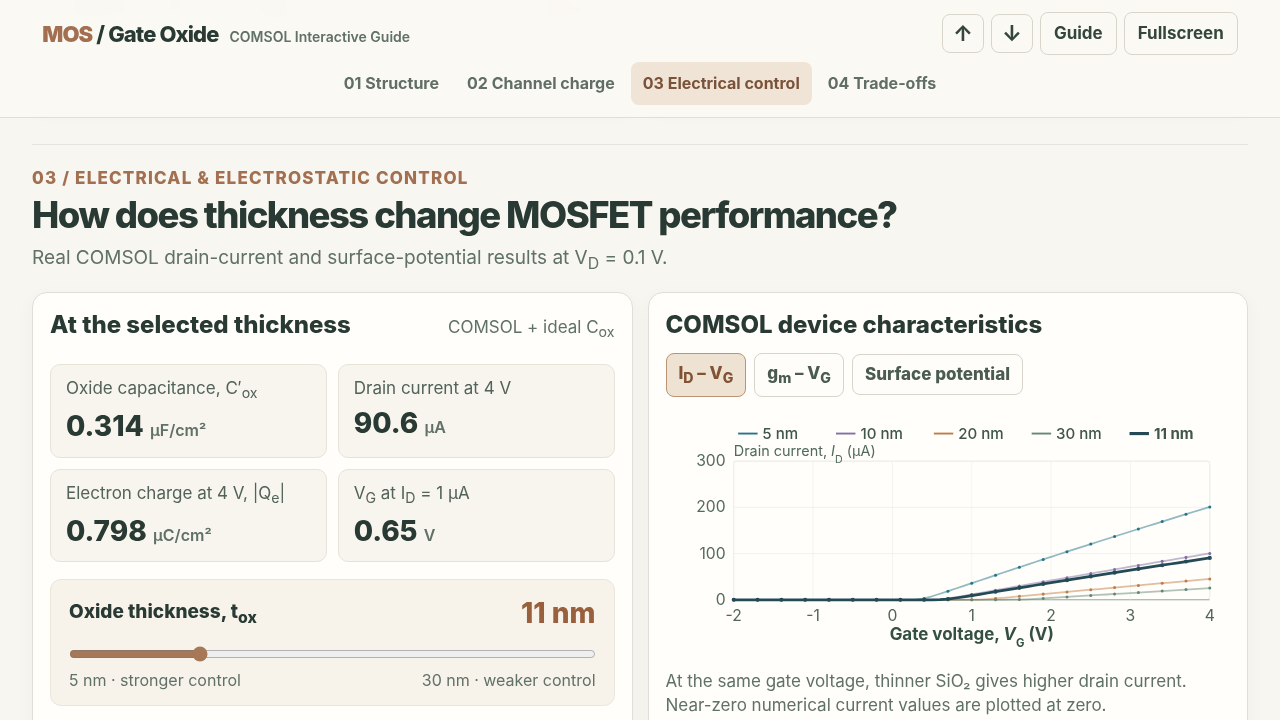 MOS / Gate Oxide COMSOL Interactive Guide
↑ ↓ Guide Fullscreen
01 Structure 02 Channel charge 03 Electrical control 04 Trade-offs
03 / ELECTRICAL & ELECTROSTATIC CONTROL
How does thickness change MOSFET performance?
Real COMSOL drain-current and surface-potential results at VD = 0.1 V.
At the selected thickness COMSOL + ideal Cox
Oxide capacitance, C′ox
0.314 µF/cm²
Drain current at 4 V
90.6 µA
Electron charge at 4 V, |Qe|
0.798 µC/cm²
VG at ID = 1 µA
0.65 V
Oxide thickness, tox 11 nm
5 nm · stronger control 30 nm · weaker control
COMSOL device characteristics
ID – VG gm – VG Surface potential
5 nm 10 nm 20 nm 30 nm 11 nm
Drain current, ID (µA)
300
200
100
0
-2 -1 0 1 2 3 4
Gate voltage, VG (V)
At the same gate voltage, thinner SiO₂ gives higher drain current.
Near-zero numerical current values are plotted at zero.